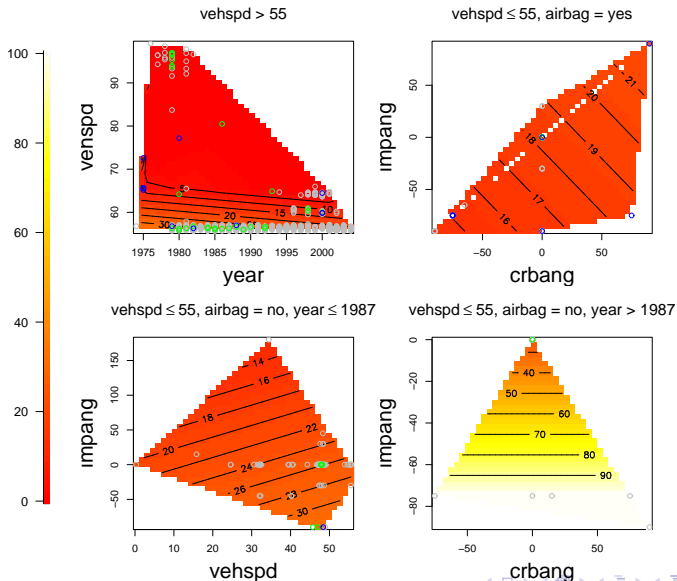 vehspd > 55
vehspd ≤ 55, airbag = yes
100
80
60
40
20
0
90
80
70
60
venspd
5
10
15
20
30
1975 1985 1995
1980 1990 2000
year
50
0
−50
impang
21
20
19
18
17
16
−50 0 50
crbang
vehspd ≤ 55, airbag = no, year ≤ 1987
vehspd ≤ 55, airbag = no, year > 1987
150
100
50
0
−50
impang
14
16
18
20
22
24
26
28
30
0 10 20 30 40 50
vehspd
0
−20
−40
−60
−80
impang
40
50
60
70
80
90
−50 0 50
crbang